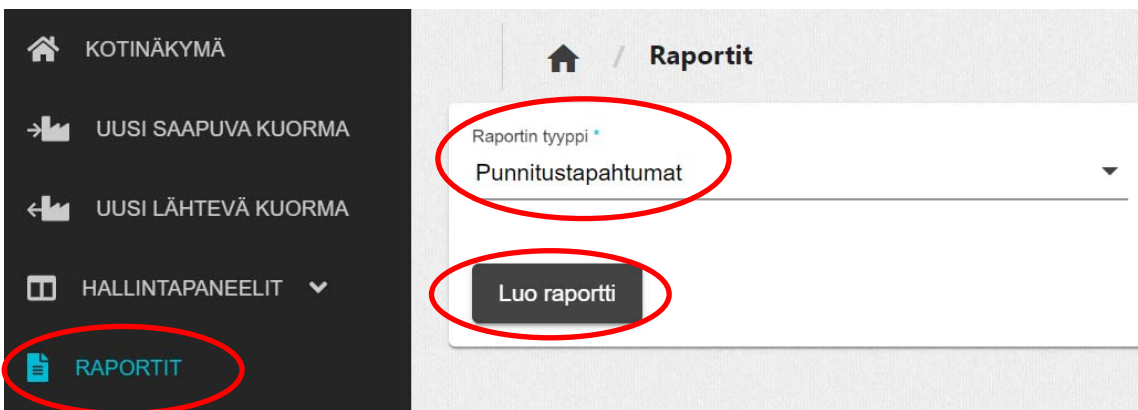 KOTINÄKYMÄ
UUSI SAAPUVA KUORMA
UUSI LÄHTEVÄ KUORMA
HALLINTAPANEELIT
RAPORTIT
/ Raportit
Raportin tyyppi *
Punnitustapahtumat
Luo raportti